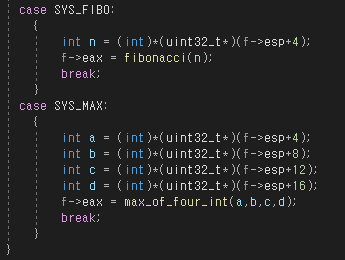 case SYS_FIBO:
{
int n = (int)*(uint32_t*)(f->esp+4);
f->eax = fibonacci(n);
break;
}
case SYS_MAX:
{
int a = (int)*(uint32_t*)(f->esp+4);
int b = (int)*(uint32_t*)(f->esp+8);
int c = (int)*(uint32_t*)(f->esp+12);
int d = (int)*(uint32_t*)(f->esp+16);
f->eax = max_of_four_int(a,b,c,d);
break;
}
}